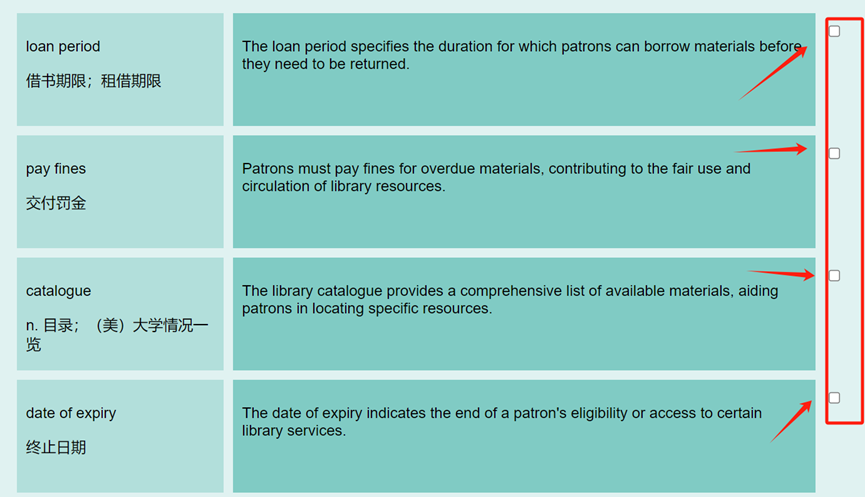 loan period
借书期限；租借期限
The loan period specifies the duration for which patrons can borrow materials before
they need to be returned.
pay fines
交付罚金
Patrons must pay fines for overdue materials, contributing to the fair use and
circulation of library resources.
catalogue
n. 目录；（美）大学情况一
览
The library catalogue provides a comprehensive list of available materials, aiding
patrons in locating specific resources.
date of expiry
终止日期
The date of expiry indicates the end of a patron's eligibility or access to certain
library services.